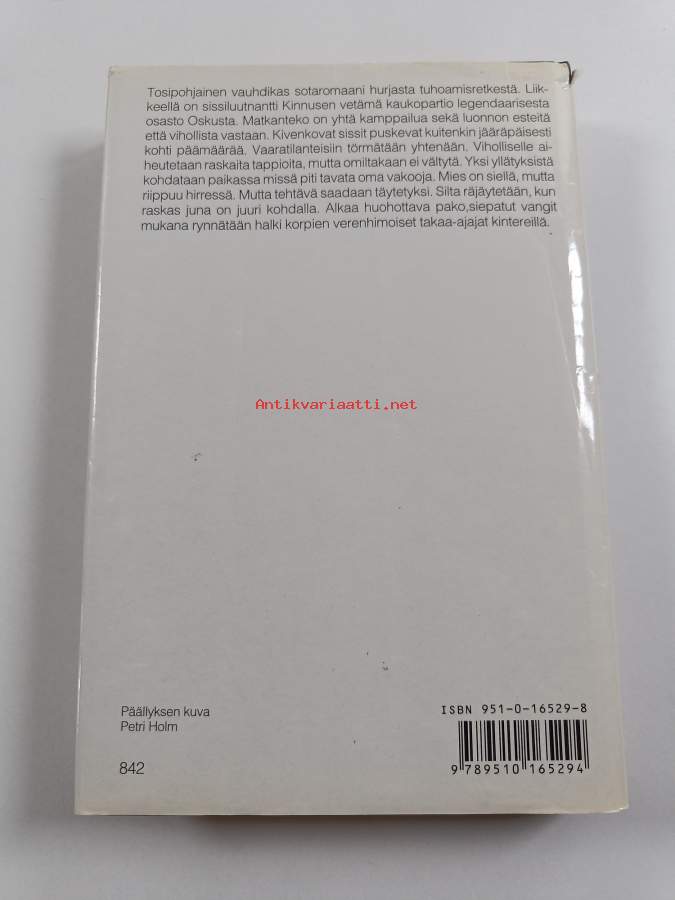 Tosipohjainen vauhdikas sotaromaani hurjasta tuhoamisretkestä. Liik-
keellä on sissiluutnantti Kinnusen vetämä kaukopartio legendaarisesta
osasto Oskusta. Matkanteko on yhtä kamppailua sekä luonnon esteitä
että vihollista vastaan. Kivenkovat sissit puskevat kuitenkin jääräpäisesti
kohti päämäärää. Vaaratilanteisiin törmätään yhtenään. Viholliselle ai-
heutetaan raskaita tappioita, mutta omiltakaan ei vältytä. Yksi yllätyksistä
kohdataan paikassa missä piti tavata oma vakooja. Mies on siellä, mutta
riippuu hirressä. Mutta tehtävä saadaan täytetyksi. Silta räjäytetään, kun
raskas juna on juuri kohdalla. Alkaa huohottava pako,siepatut vangit
mukana rynnätään halki korpien verenhimoiset takaa-ajajat kintereillä.
Antikvariaatti.net
Päällyksen kuva
Petri Holm
842
ISBN 951-0-16529-8
9 789510 165294